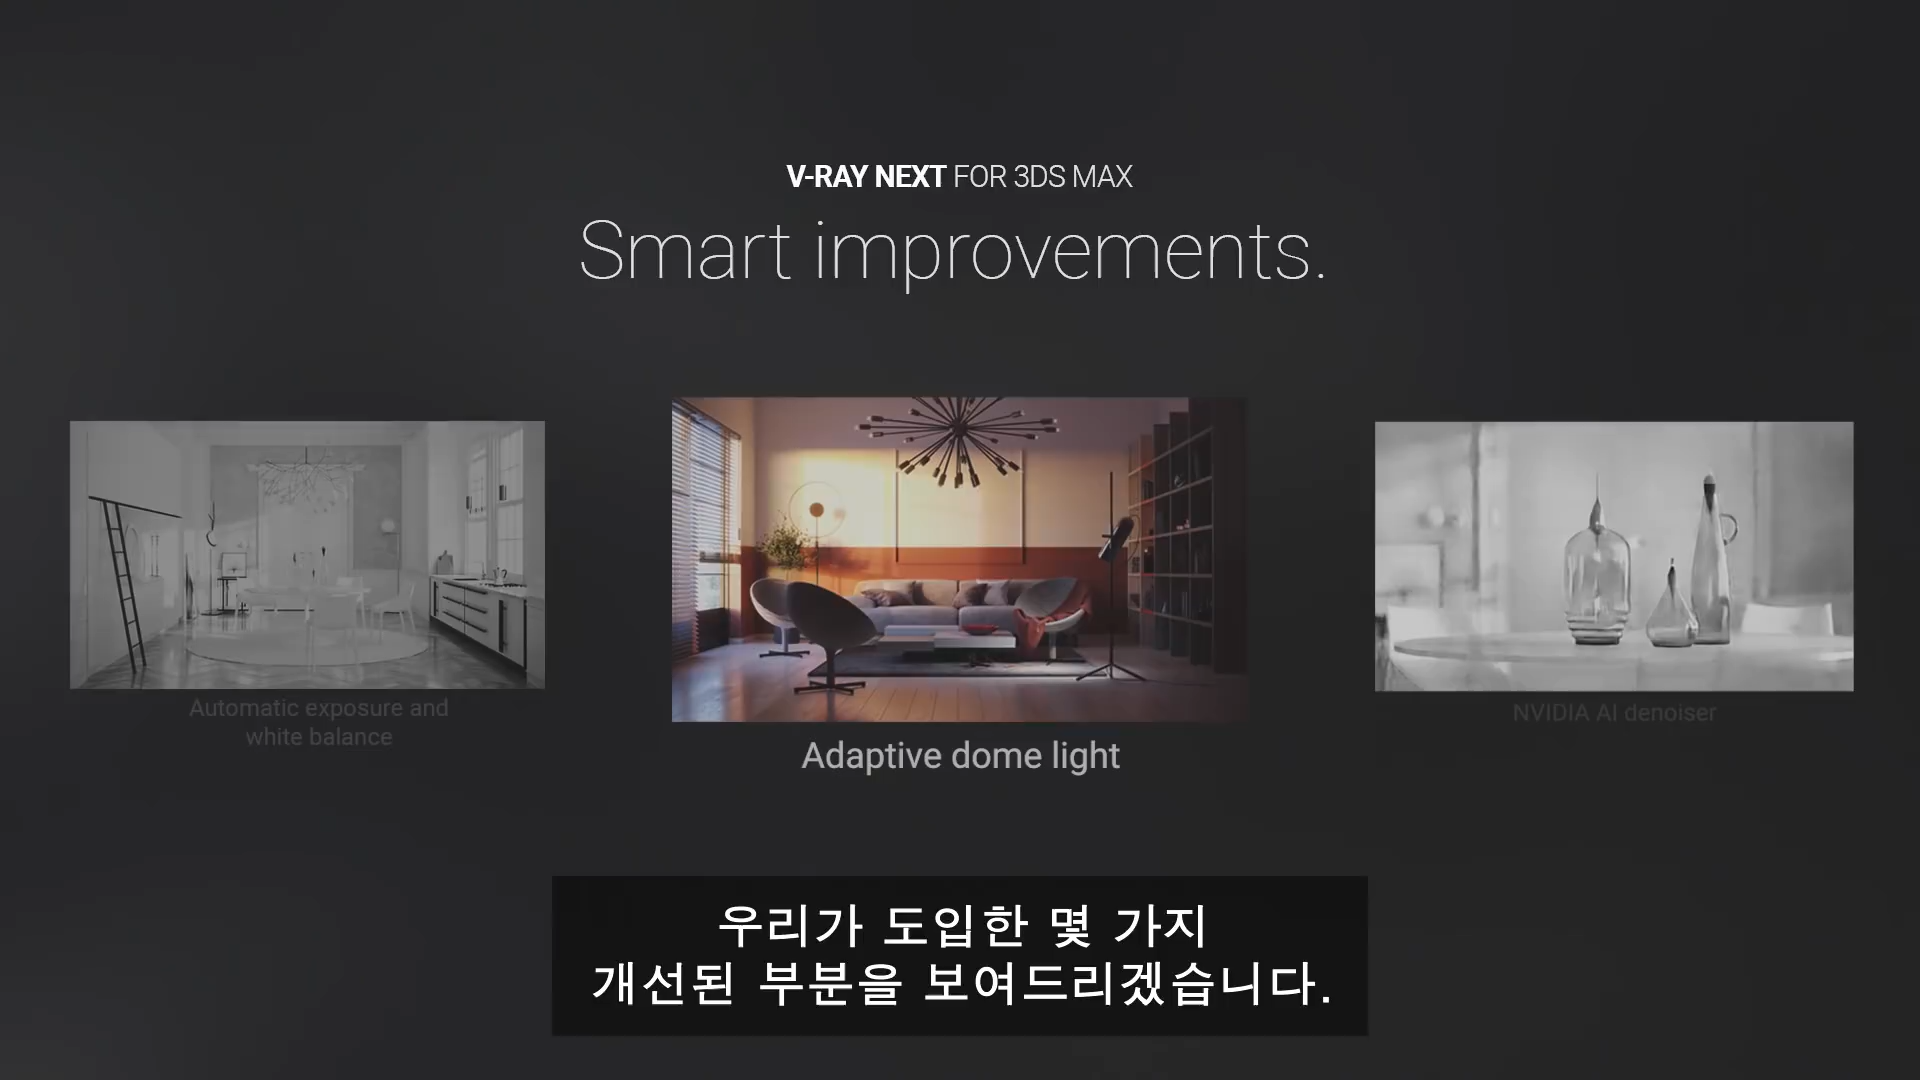 V-RAY NEXT FOR 3DS MAX
Smart improvements.
Automatic exposure and
white balance
Adaptive dome light
NVIDIA AI denoiser
우리가 도입한 몇 가지
개선된 부분을 보여드리겠습니다.